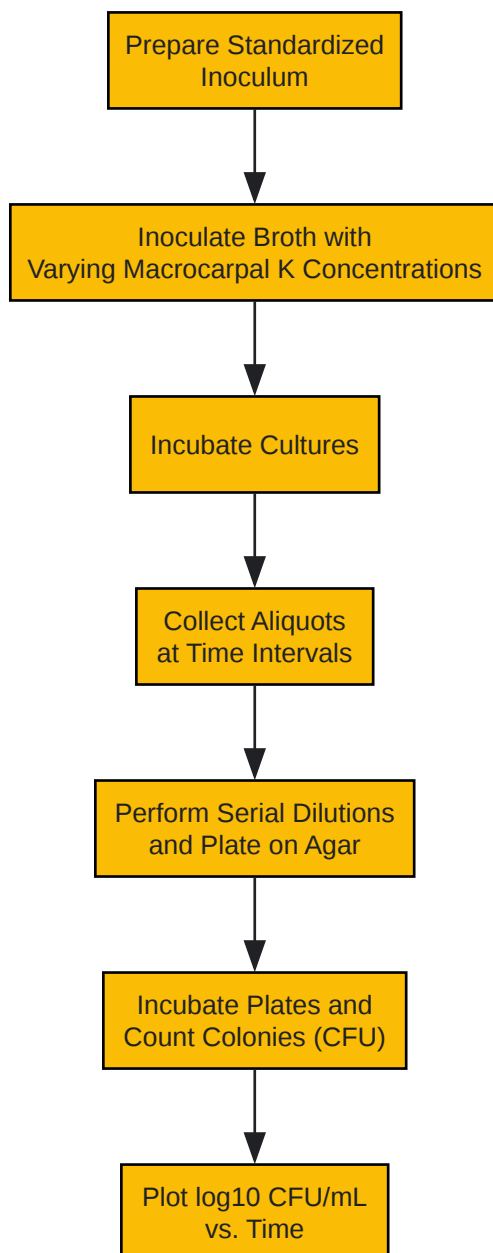 Prepare Standardized
Inoculum
Inoculate Broth with
Varying Macrocarpal K Concentrations
Incubate Cultures
Collect Aliquots
at Time Intervals
Perform Serial Dilutions
and Plate on Agar
Incubate Plates and
Count Colonies (CFU)
Plot log10 CFU/mL
vs. Time